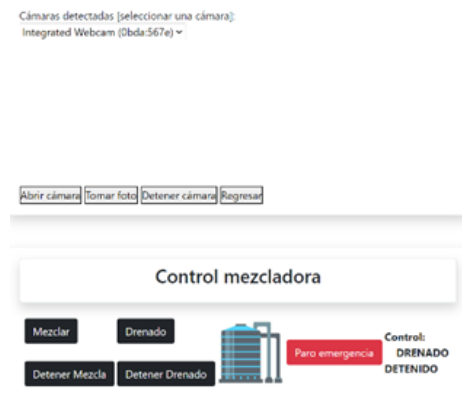 Cámaras detectadas [seleccionar una cámara]:
Integrated Webcam (0bda:567e)
Abrir cámara Tomar foto Detener cámara Regresar
Control mezcladora
Mezclar Drenado
Detener Mezcla Detener Drenado
Paro emergencia
Control:
DRENADO
DETENIDO